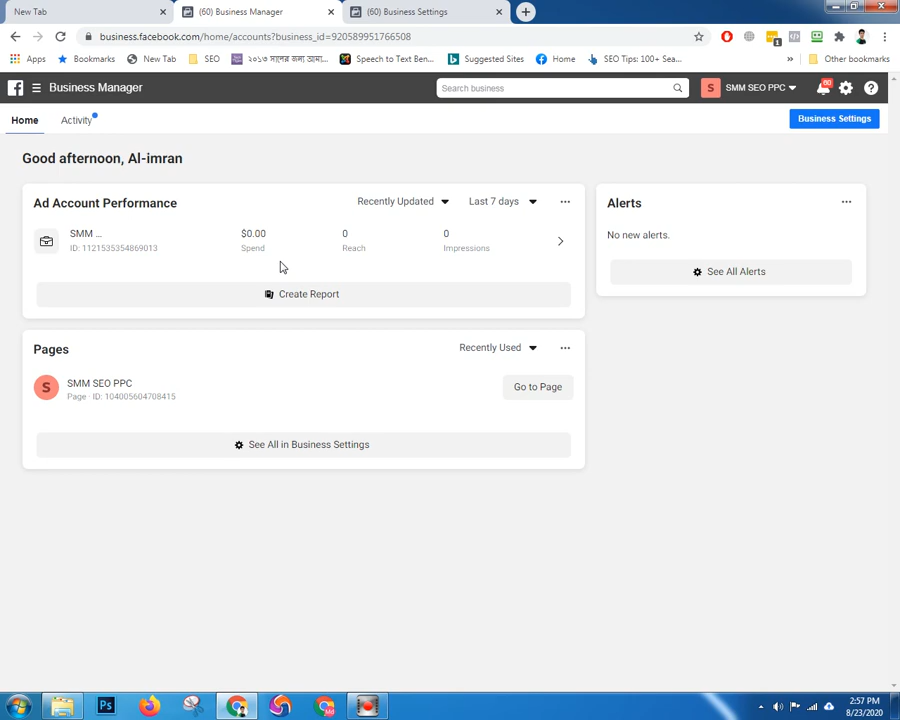 New Tab
(60) Business Manager
(60) Business Settings
business.facebook.com/home/accounts?business_id=920589951766508
Apps
Bookmarks
New Tab
SEO
২০১৩ সালের জন্য আমা...
Speech to Text Ben...
Suggested Sites
Home
SEO Tips: 100+ Sea...
»
Other bookmarks
Business Manager
Search business
S
SMM SEO PPC
60
Home
Activity
Business Settings
Good afternoon, Al-imran
Ad Account Performance
Recently Updated
Last 7 days
Alerts
SMM ...
$0.00
0
0
No new alerts.
ID: 1121535354869013
Spend
Reach
Impressions
See All Alerts
Create Report
Pages
Recently Used
S
SMM SEO PPC
Page · ID: 104005604708415
Go to Page
See All in Business Settings
Ps
2:57 PM
8/23/2020